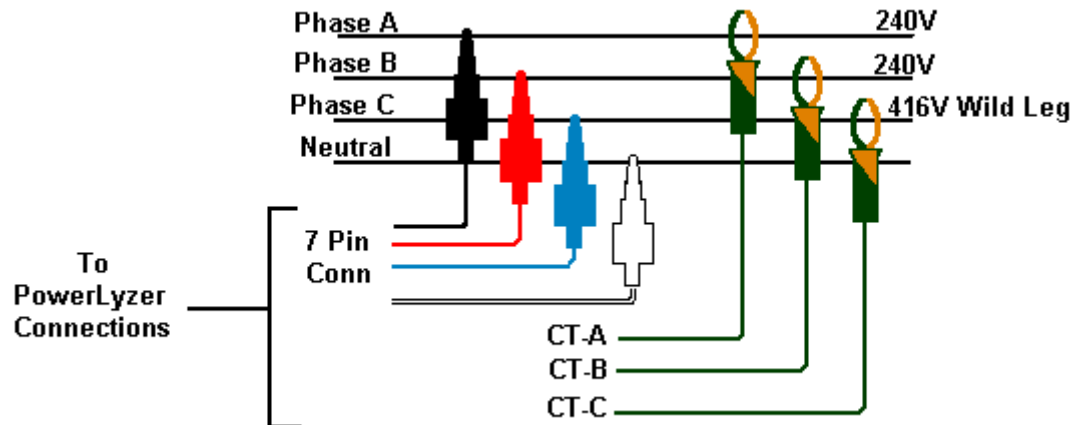 Phase A
240V
Phase B
240V
Phase C
416V Wild Leg
Neutral
7 Pin
Conn
To
PowerLyzer
Connections
CT-A
CT-B
CT-C